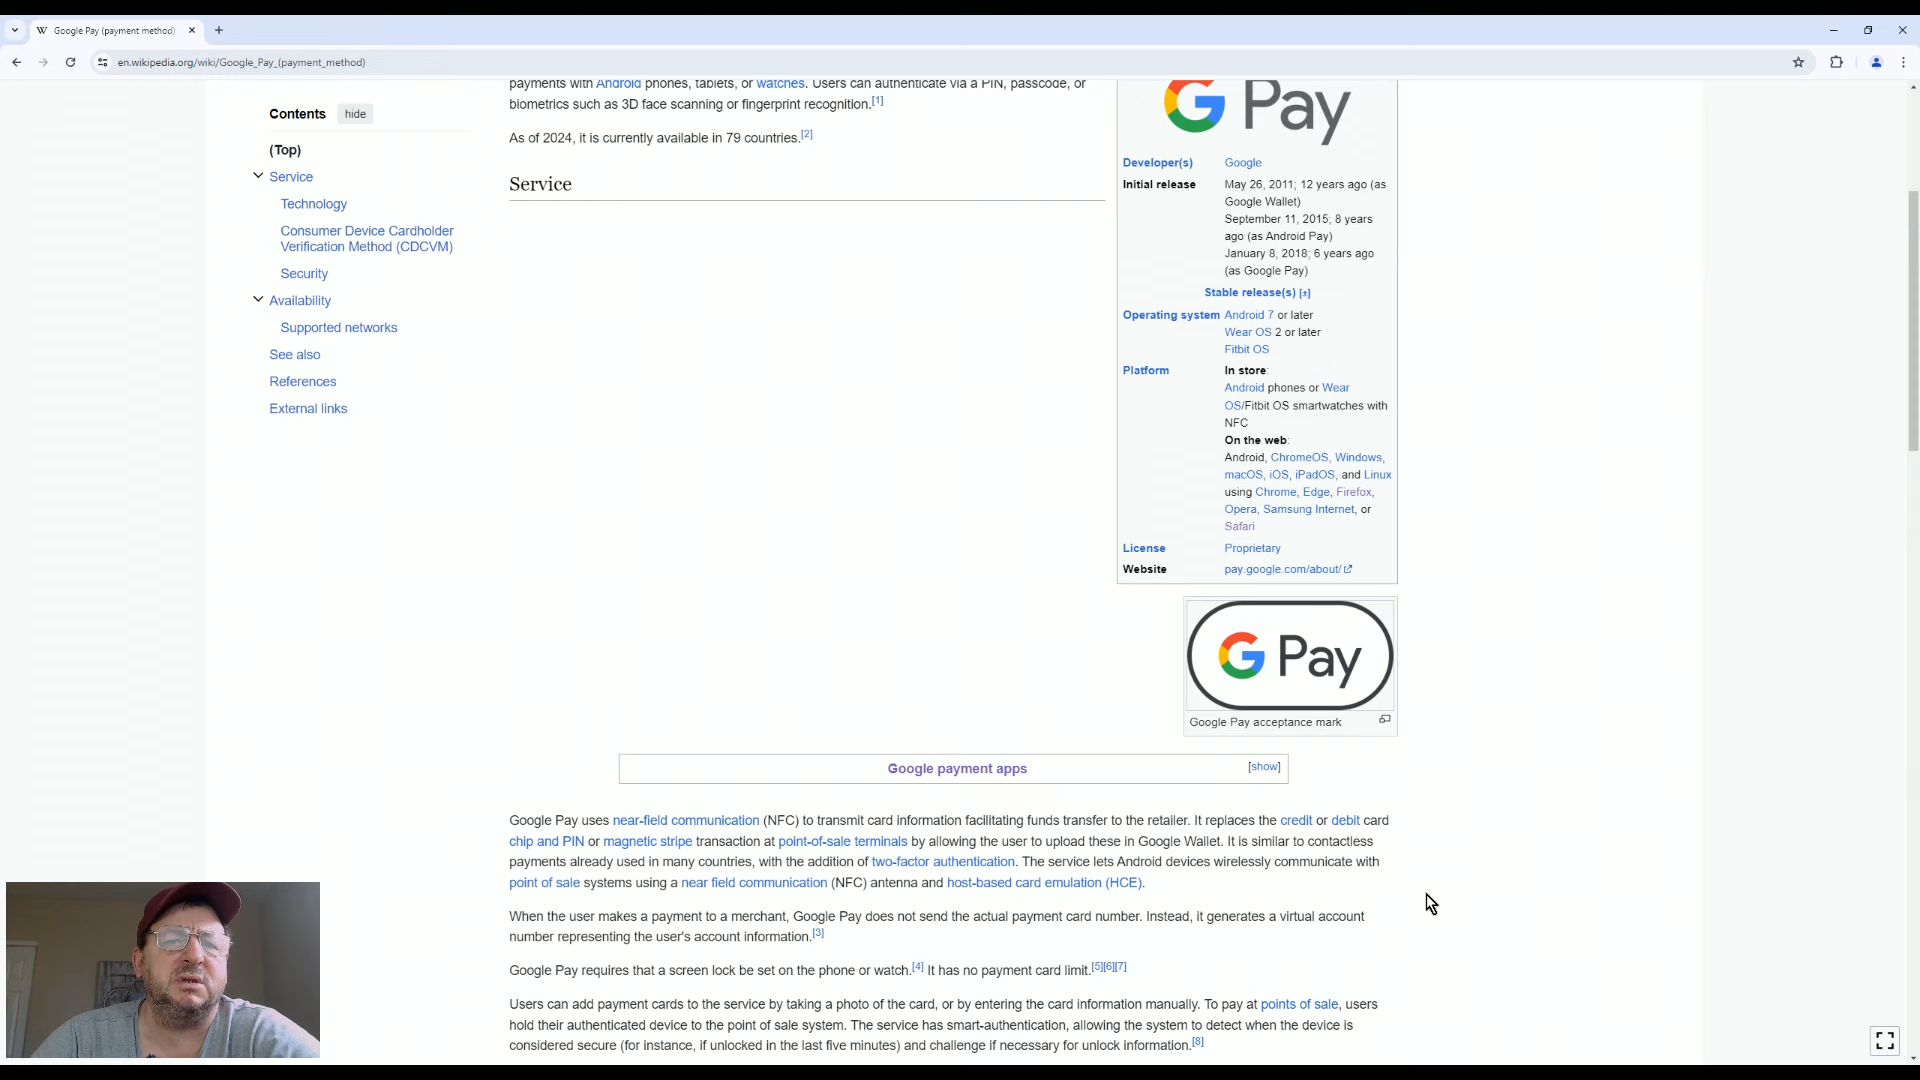 Google Pay (payment method)
en.wikipedia.org/wiki/Google_Pay_(payment_method)
Contents
hide
(Top)
Service
Technology
Consumer Device Cardholder
Verification Method (CDCVM)
Security
Availability
Supported networks
See also
References
External links
payments with Android phones, tablets, or watches. Users can authenticate via a PIN, passcode, or
biometrics such as 3D face scanning or fingerprint recognition.[1]
As of 2024, it is currently available in 79 countries.[2]
Service
G Pay
Developer(s) Google
Initial release May 26, 2011; 12 years ago (as
Google Wallet)
September 11, 2015; 8 years
ago (as Android Pay)
January 8, 2018; 6 years ago
(as Google Pay)
Stable release(s) [±]
Operating system Android 7 or later
Wear OS 2 or later
Fitbit OS
Platform In store:
Android phones or Wear
OS/Fitbit OS smartwatches with
NFC
On the web:
Android, ChromeOS, Windows,
macOS, iOS, iPadOS, and Linux
using Chrome, Edge, Firefox,
Opera, Samsung Internet, or
Safari
License Proprietary
Website pay.google.com/about/
G Pay
Google Pay acceptance mark
Google payment apps [show]
Google Pay uses near-field communication (NFC) to transmit card information facilitating funds transfer to the retailer. It replaces the credit or debit card
chip and PIN or magnetic stripe transaction at point-of-sale terminals by allowing the user to upload these in Google Wallet. It is similar to contactless
payments already used in many countries, with the addition of two-factor authentication. The service lets Android devices wirelessly communicate with
point of sale systems using a near field communication (NFC) antenna and host-based card emulation (HCE).
When the user makes a payment to a merchant, Google Pay does not send the actual payment card number. Instead, it generates a virtual account
number representing the user's account information.[3]
Google Pay requires that a screen lock be set on the phone or watch.[4] It has no payment card limit.[5][6][7]
Users can add payment cards to the service by taking a photo of the card, or by entering the card information manually. To pay at points of sale, users
hold their authenticated device to the point of sale system. The service has smart-authentication, allowing the system to detect when the device is
considered secure (for instance, if unlocked in the last five minutes) and challenge if necessary for unlock information.[8]